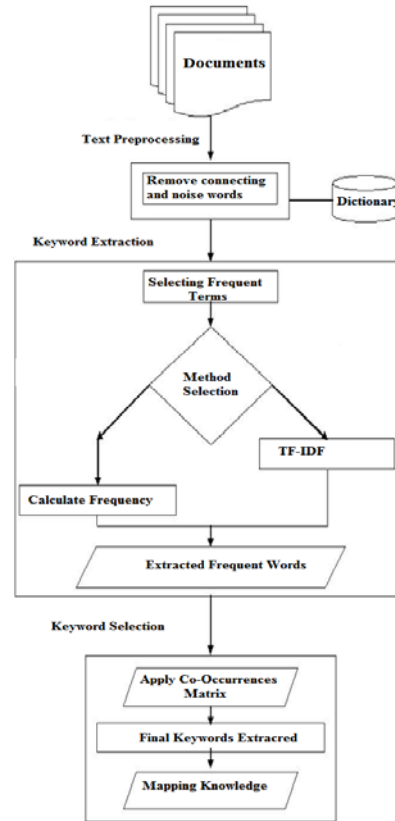 Documents
Text Preprocessing
Remove connecting
and noise words
Dictionary
Keyword Extraction
Selecting Frequent
Terms
Method
Selection
TF-IDF
Calculate Frequency
Extracted Frequent Words
Keyword Selection
Apply Co-Occurrences
Matrix
Final Keywords Extracred
Mapping Knowledge